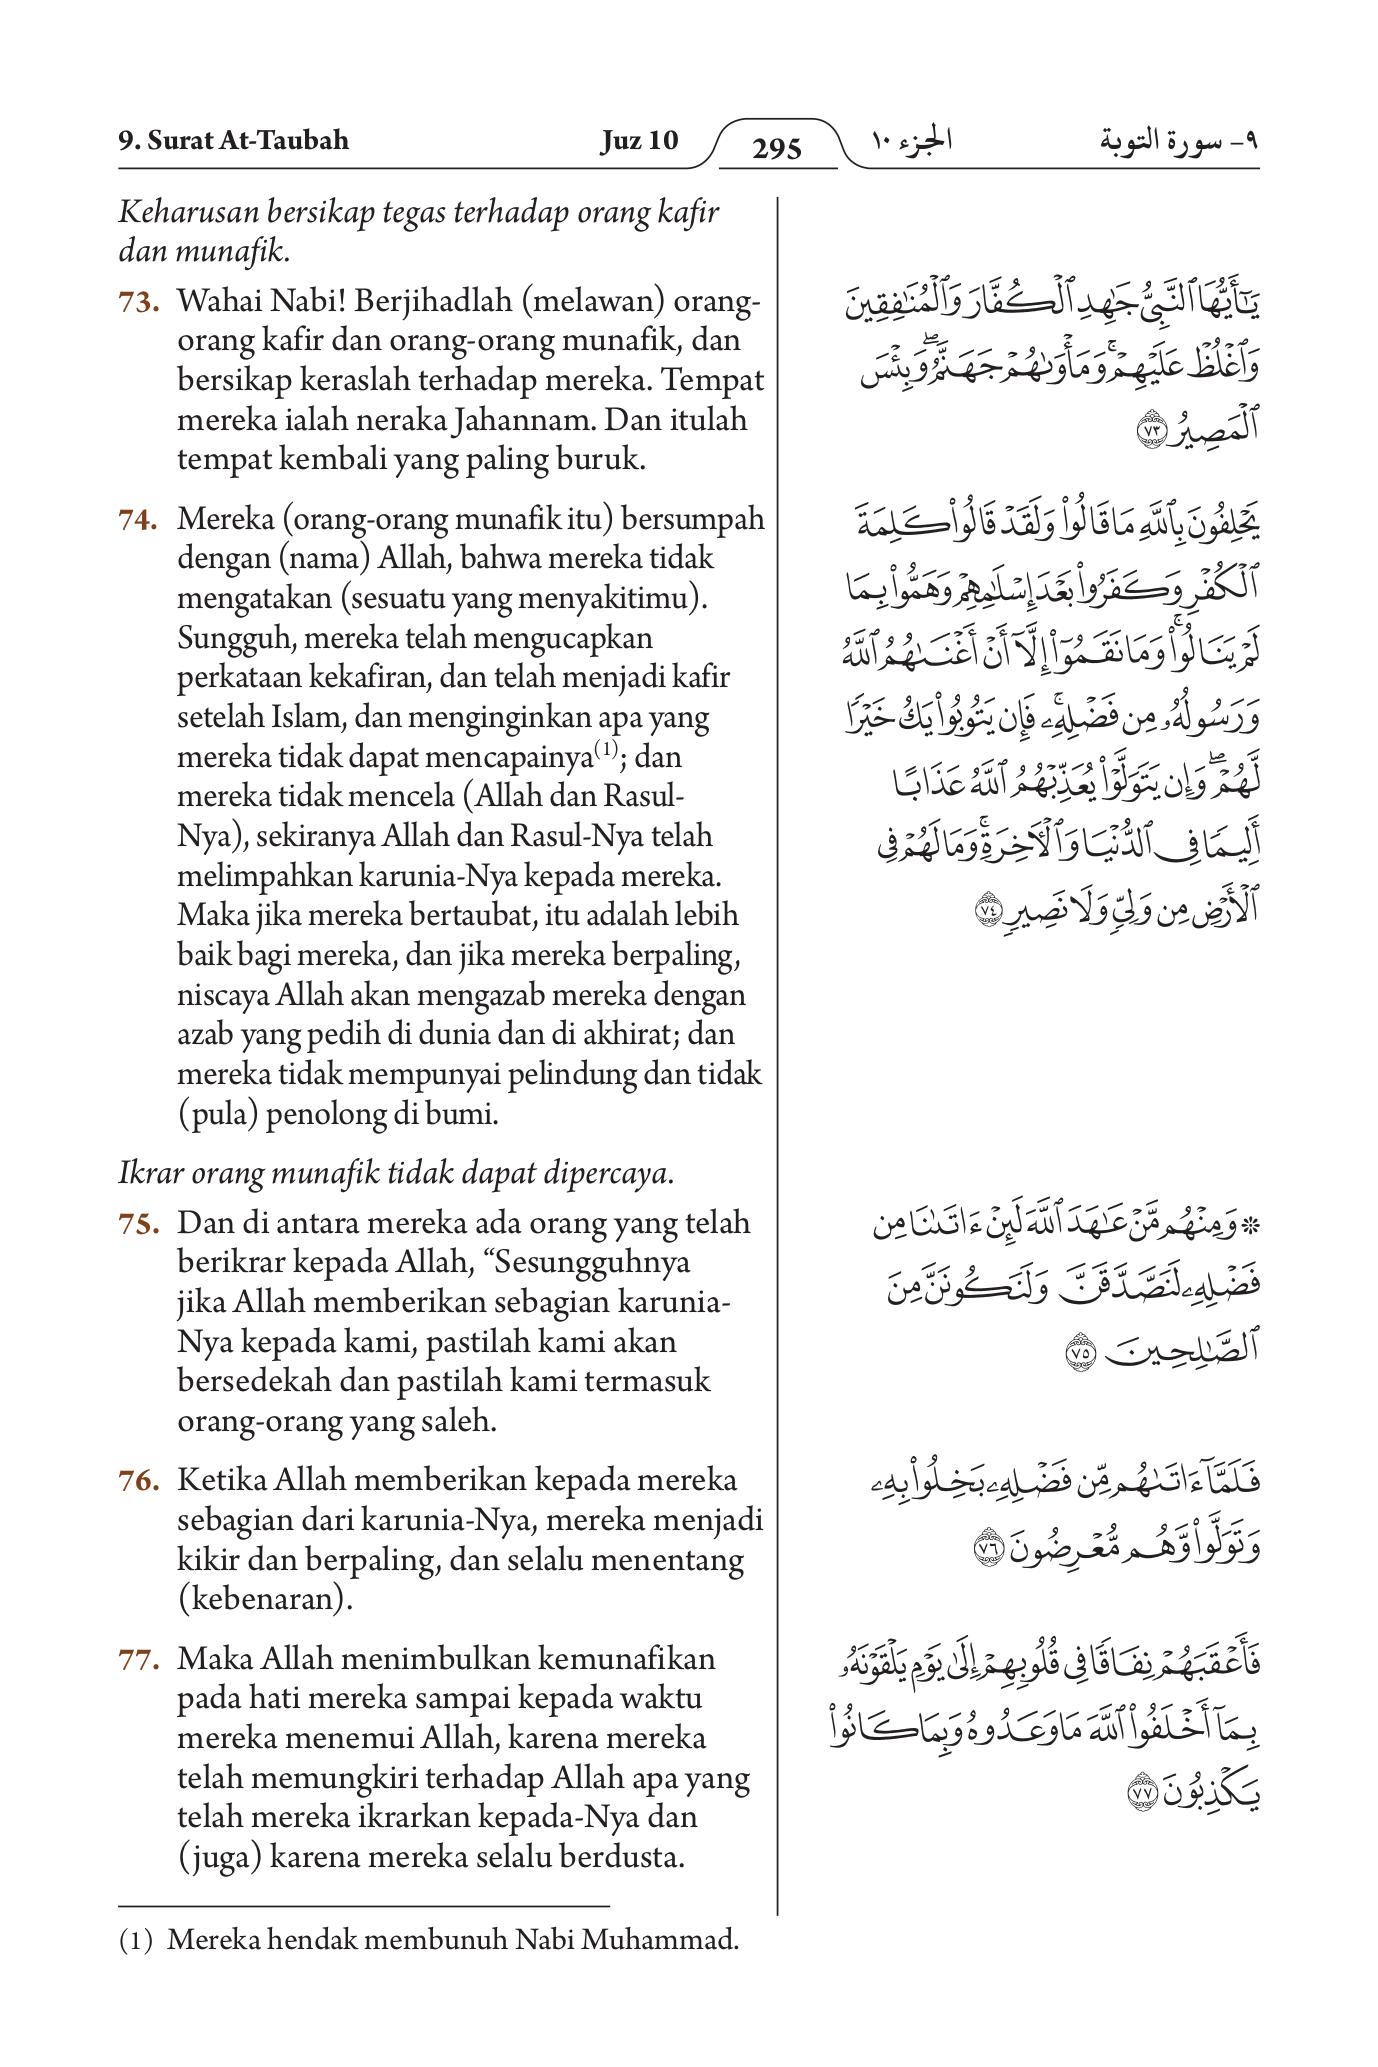 9. Surat At-Taubah
Juz 10
295
الجزء ١٠
٩- سورة التوبة
Keharusan bersikap tegas terhadap orang kafir
dan munafik.
73. Wahai Nabi! Berjihadlah (melawan) orang-
orang kafir dan orang-orang munafik, dan
bersikap keraslah terhadap mereka. Tempat
mereka ialah neraka Jahannam. Dan itulah
tempat kembali yang paling buruk.
74. Mereka (orang-orang munafik itu) bersumpah
dengan (nama) Allah, bahwa mereka tidak
mengatakan (sesuatu yang menyakitimu).
Sungguh, mereka telah mengucapkan
perkataan kekafiran, dan telah menjadi kafir
setelah Islam, dan menginginkan apa yang
mereka tidak dapat mencapainya(1); dan
mereka tidak mencela (Allah dan Rasul-
Nya), sekiranya Allah dan Rasul-Nya telah
melimpahkan karunia-Nya kepada mereka.
Maka jika mereka bertaubat, itu adalah lebih
baik bagi mereka, dan jika mereka berpaling,
niscaya Allah akan mengazab mereka dengan
azab yang pedih di dunia dan di akhirat; dan
mereka tidak mempunyai pelindung dan tidak
(pula) penolong di bumi.
Ikrar orang munafik tidak dapat dipercaya.
75. Dan di antara mereka ada orang yang telah
berikrar kepada Allah, “Sesungguhnya
jika Allah memberikan sebagian karunia-
Nya kepada kami, pastilah kami akan
bersedekah dan pastilah kami termasuk
orang-orang yang saleh.
76. Ketika Allah memberikan kepada mereka
sebagian dari karunia-Nya, mereka menjadi
kikir dan berpaling, dan selalu menentang
(kebenaran).
77. Maka Allah menimbulkan kemunafikan
pada hati mereka sampai kepada waktu
mereka menemui Allah, karena mereka
telah memungkiri terhadap Allah apa yang
telah mereka ikrarkan kepada-Nya dan
(juga) karena mereka selalu berdusta.
يَٰٓأَيُّهَا ٱلنَّبِيُّ جَٰهِدِ ٱلۡكُفَّارَ وَٱلۡمُنَٰفِقِينَ
وَٱغۡلُظۡ عَلَيۡهِمۡۚ وَمَأۡوَىٰهُمۡ جَهَنَّمُۖ وَبِئۡسَ
ٱلۡمَصِيرُ ٧٣
يَحۡلِفُونَ بِٱللَّهِ مَا قَالُواْ وَلَقَدۡ قَالُواْ كَلِمَةَ
ٱلۡكُفۡرِ وَكَفَرُواْ بَعۡدَ إِسۡلَٰمِهِمۡ وَهَمُّواْ بِمَا
لَمۡ يَنَالُواْۚ وَمَا نَقَمُوٓاْ إِلَّآ أَنۡ أَغۡنَىٰهُمُ ٱللَّهُ
وَرَسُولُهُۥ مِن فَضۡلِهِۦۚ فَإِن يَتُوبُواْ يَكُ خَيۡرٗا
لَّهُمۡۖ وَإِن يَتَوَلَّوۡاْ يُعَذِّبۡهُمُ ٱللَّهُ عَذَابًا
أَلِيمٗا فِي ٱلدُّنۡيَا وَٱلۡأٓخِرَةِۚ وَمَا لَهُمۡ فِي
ٱلۡأَرۡضِ مِن وَلِيّٖ وَلَا نَصِيرٖ ٧٤
۞ وَمِنۡهُم مَّنۡ عَٰهَدَ ٱللَّهَ لَئِنۡ ءَاتَىٰنَا مِن
فَضۡلِهِۦ لَنَصَّدَّقَنَّ وَلَنَكُونَنَّ مِنَ
ٱلصَّٰلِحِينَ ٧٥
فَلَمَّآ ءَاتَىٰهُم مِّن فَضۡلِهِۦ بَخِلُواْ بِهِۦ
وَتَوَلَّواْ وَّهُم مُّعۡرِضُونَ ٧٦
فَأَعۡقَبَهُمۡ نِفَاقٗا فِي قُلُوبِهِمۡ إِلَىٰ يَوۡمِ يَلۡقَوۡنَهُۥ
بِمَآ أَخۡلَفُواْ ٱللَّهَ مَا وَعَدُوهُ وَبِمَا كَانُواْ
يَكۡذِبُونَ ٧٧
(1) Mereka hendak membunuh Nabi Muhammad.